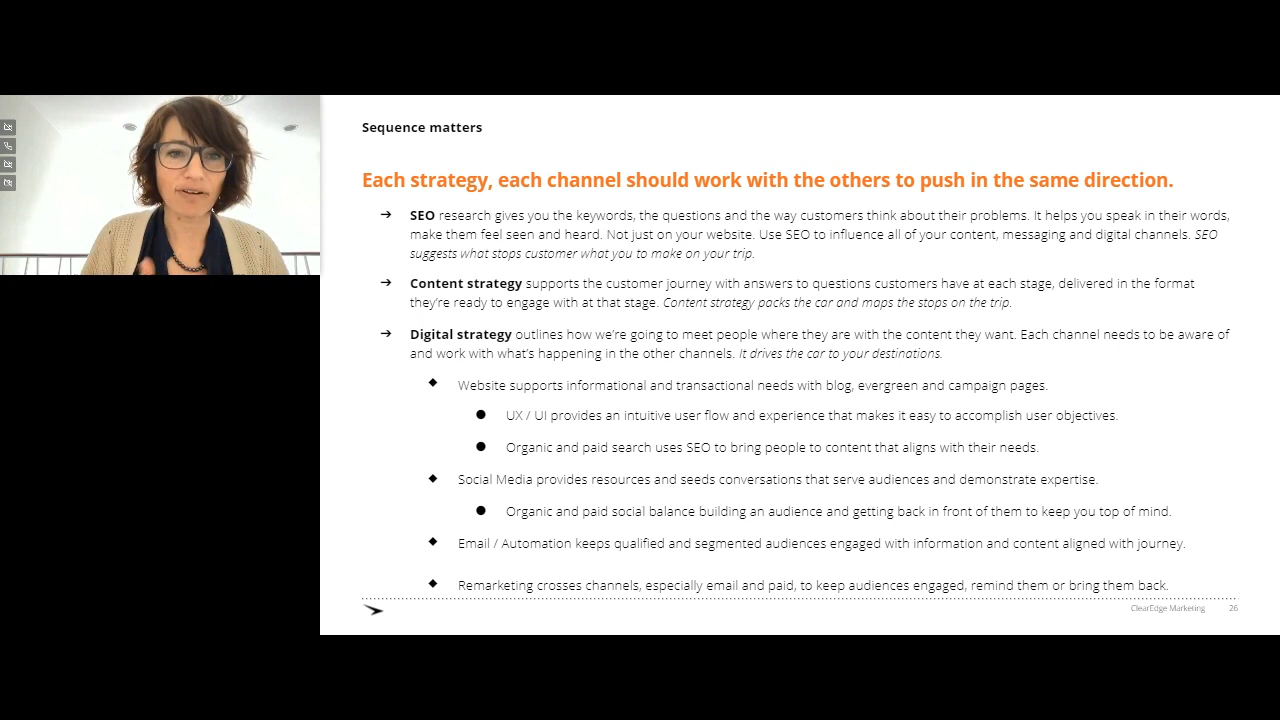 Sequence matters
Each strategy, each channel should work with the others to push in the same direction.
➔ SEO research gives you the keywords, the questions and the way customers think about their problems. It helps you speak in their words,
make them feel seen and heard. Not just on your website. Use SEO to influence all of your content, messaging and digital channels. SEO
suggests what stops customer what you to make on your trip.
➔ Content strategy supports the customer journey with answers to questions customers have at each stage, delivered in the format
they're ready to engage with at that stage. Content strategy packs the car and maps the stops on the trip.
➔ Digital strategy outlines how we're going to meet people where they are with the content they want. Each channel needs to be aware of
and work with what's happening in the other channels. It drives the car to your destinations.
◆ Website supports informational and transactional needs with blog, evergreen and campaign pages.
● UX / UI provides an intuitive user flow and experience that makes it easy to accomplish user objectives.
● Organic and paid search uses SEO to bring people to content that aligns with their needs.
◆ Social Media provides resources and seeds conversations that serve audiences and demonstrate expertise.
● Organic and paid social balance building an audience and getting back in front of them to keep you top of mind.
◆ Email / Automation keeps qualified and segmented audiences engaged with information and content aligned with journey.
◆ Remarketing crosses channels, especially email and paid, to keep audiences engaged, remind them or bring them back.
ClearEdge Marketing 26